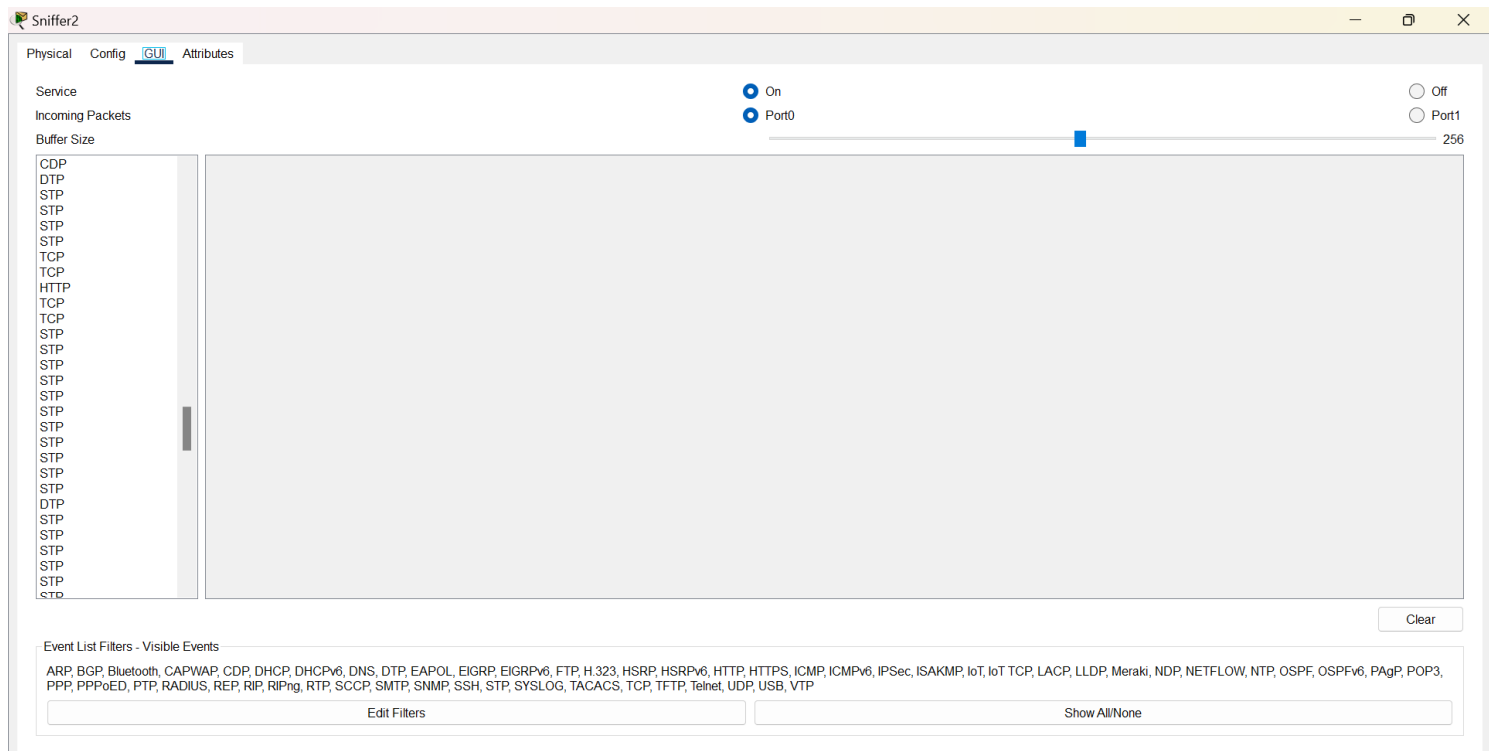 Sniffer2
Physical Config GUI Attributes
Service On Off
Incoming Packets Port0 Port1
Buffer Size 256
CDP
DTP
STP
STP
STP
STP
TCP
TCP
HTTP
TCP
TCP
STP
STP
STP
STP
STP
STP
STP
STP
STP
STP
STP
DTP
STP
STP
STP
STP
STP
STP
Clear
Event List Filters - Visible Events
ARP, BGP, Bluetooth, CAPWAP, CDP, DHCP, DHCPv6, DNS, DTP, EAPOL, EIGRP, EIGRPv6, FTP, H.323, HSRP, HSRPv6, HTTP, HTTPS, ICMP, ICMPv6, IPSec, ISAKMP, IoT, IoT TCP, LACP, LLDP, Meraki, NDP, NETFLOW, NTP, OSPF, OSPFv6, PAgP, POP3,
PPP, PPPoED, PTP, RADIUS, REP, RIP, RIPng, RTP, SCCP, SMTP, SNMP, SSH, STP, SYSLOG, TACACS, TCP, TFTP, Telnet, UDP, USB, VTP
Edit Filters Show All/None